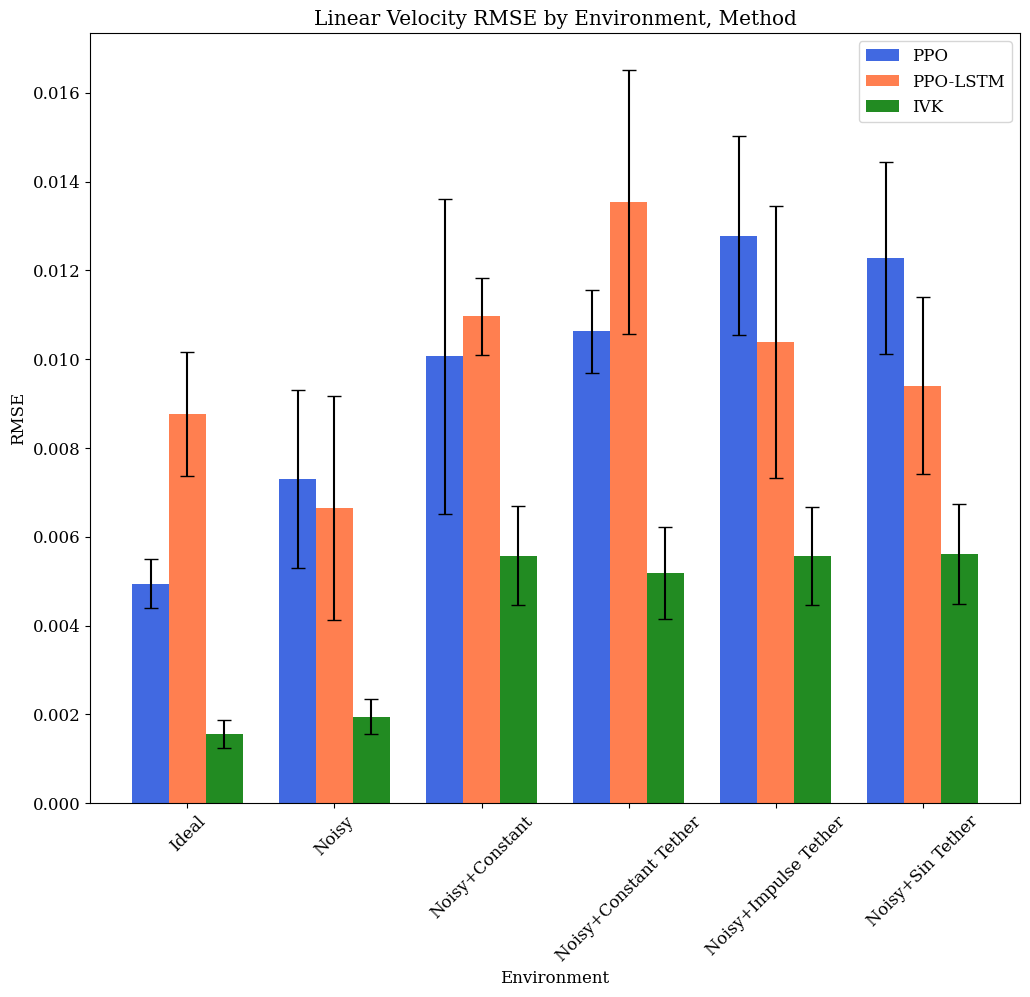 Linear Velocity RMSE by Environment, Method
PPO
PPO-LSTM
IVK
0.016
0.014
0.012
0.010
0.008
0.006
0.004
0.002
0.000
RMSE
Ideal
Noisy
Noisy+Constant
Noisy+Constant Tether
Noisy+Impulse Tether
Noisy+Sin Tether
Environment